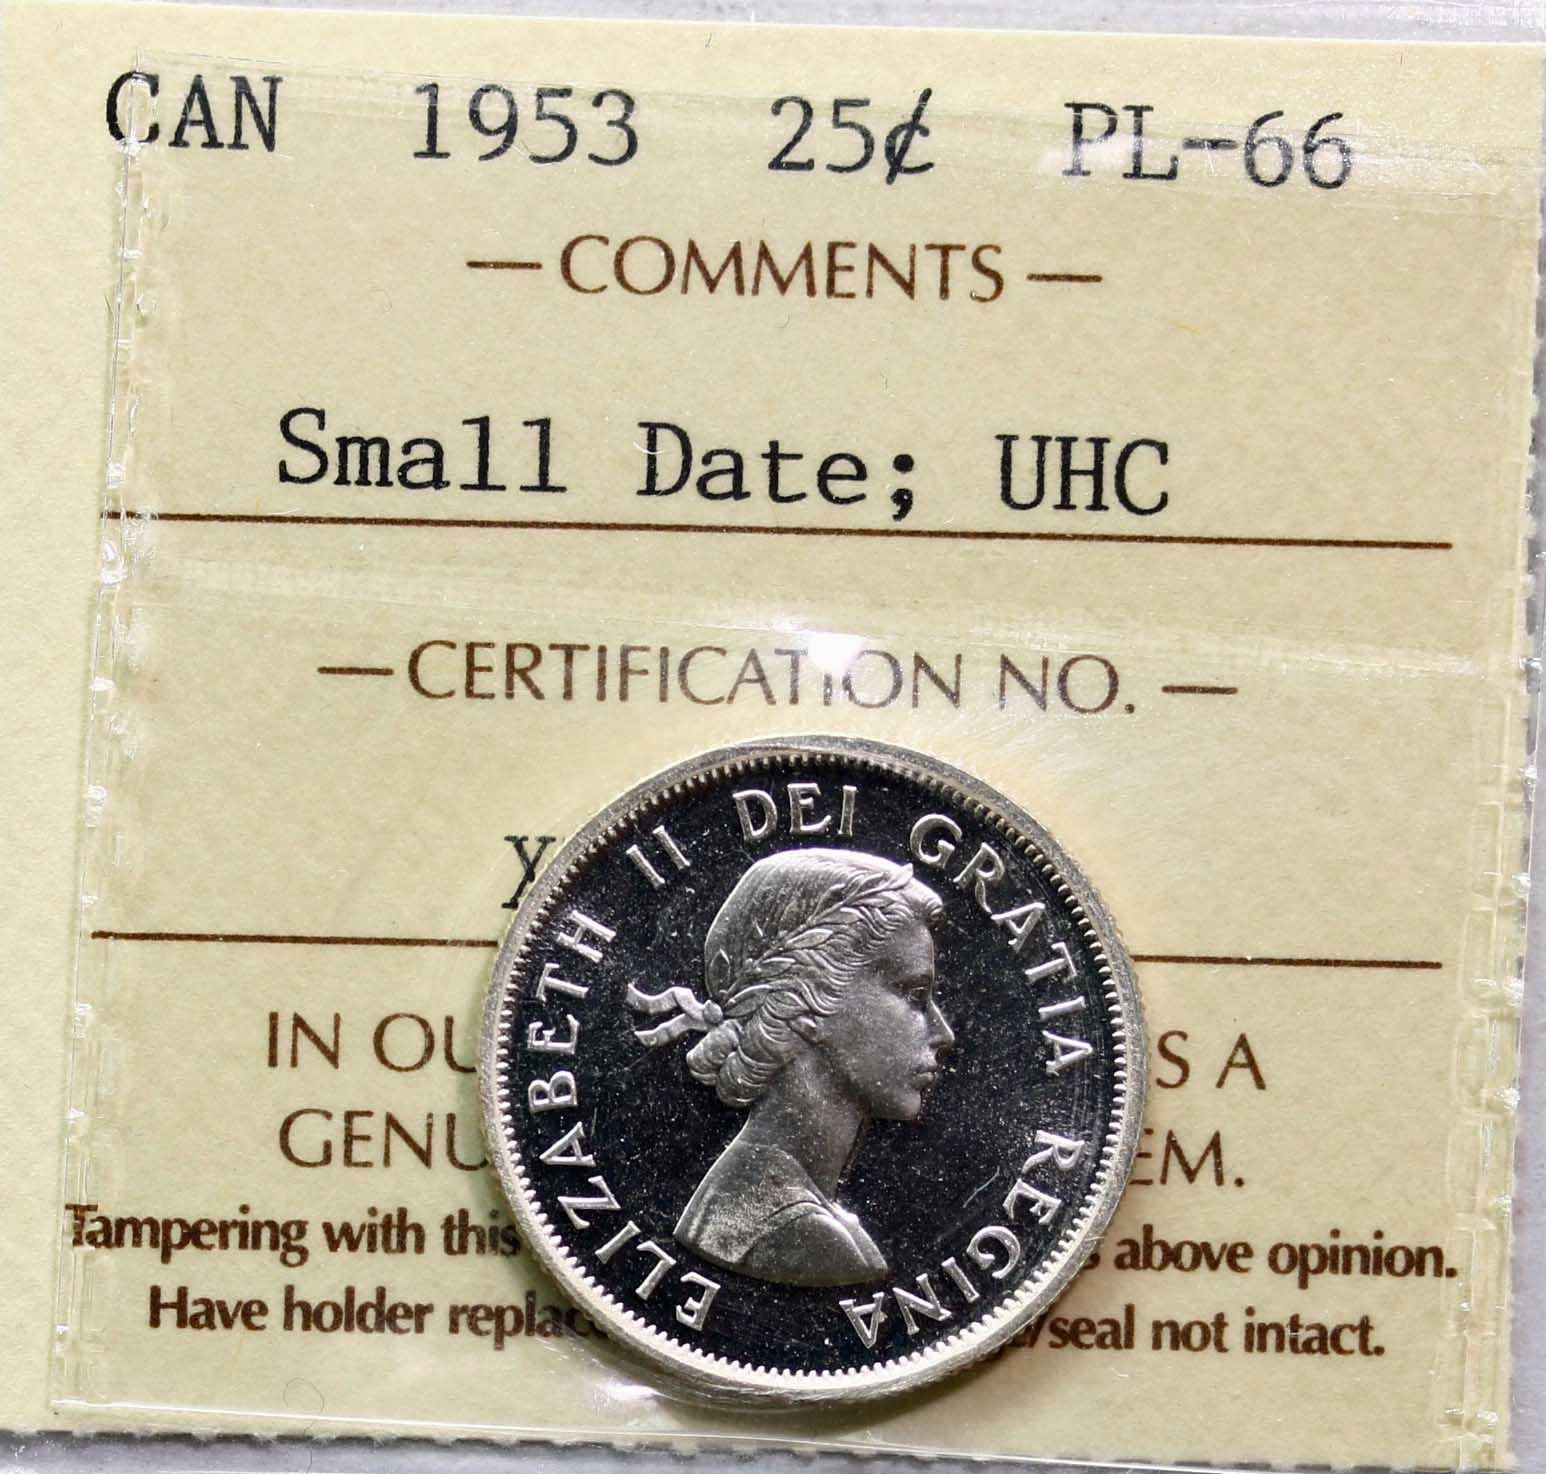 CAN 1953 25¢ PL-66
— COMMENTS —
Small Date; UHC
— CERTIFICATION NO. —
X
IN OU S A
GENU EM.
Tampering with this above opinion.
Have holder replac /seal not intact.
ELIZABETH II DEI GRATIA REGINA